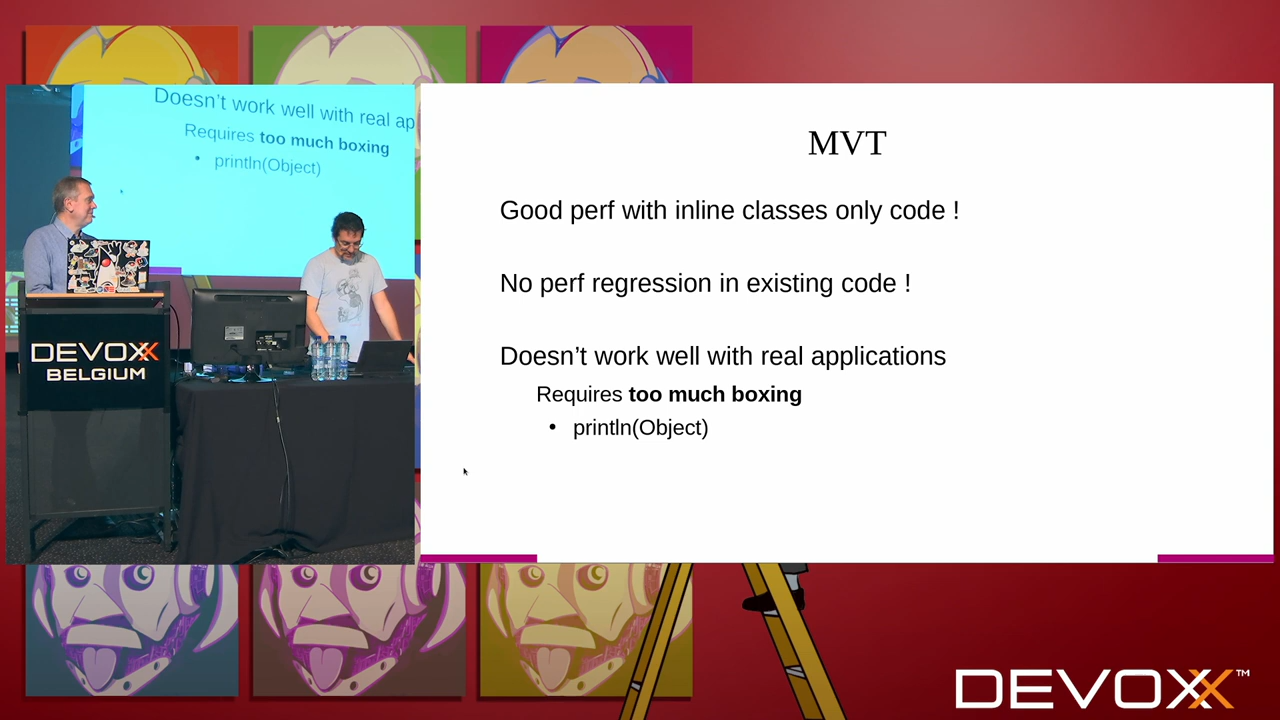 Doesn't work well with real ap
Requires too much boxing
• println(Object)
DEVOXX
BELGIUM
MVT
Good perf with inline classes only code !
No perf regression in existing code !
Doesn’t work well with real applications
Requires too much boxing
• println(Object)
DEVOXX™